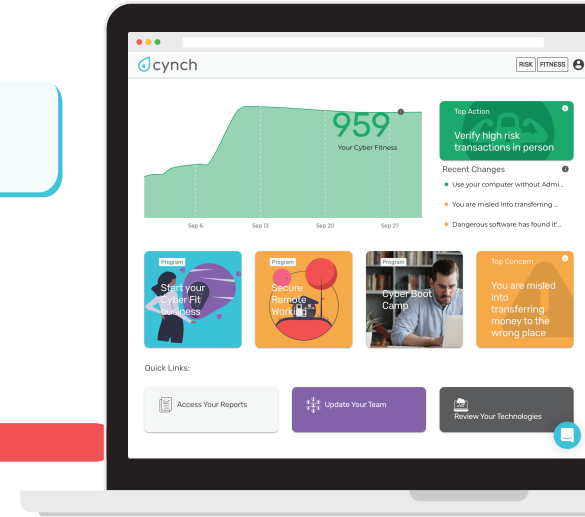 cynch
RISK
FITNESS
959
Your Cyber Fitness
Sep 6
Sep 13
Sep 20
Sep 27
Top Action
Verify high risk
transactions in person
Recent Changes
Use your computer without Admi...
You are misled into transferring ...
Dangerous software has found it'...
Program
Start your
Cyber Fit
business
Program
Secure
Remote
Working
Program
Cyber Boot
Camp
Top Concern
You are misled
into
transferring
money to the
wrong place
Quick Links:
Access Your Reports
Update Your Team
Review Your Technologies